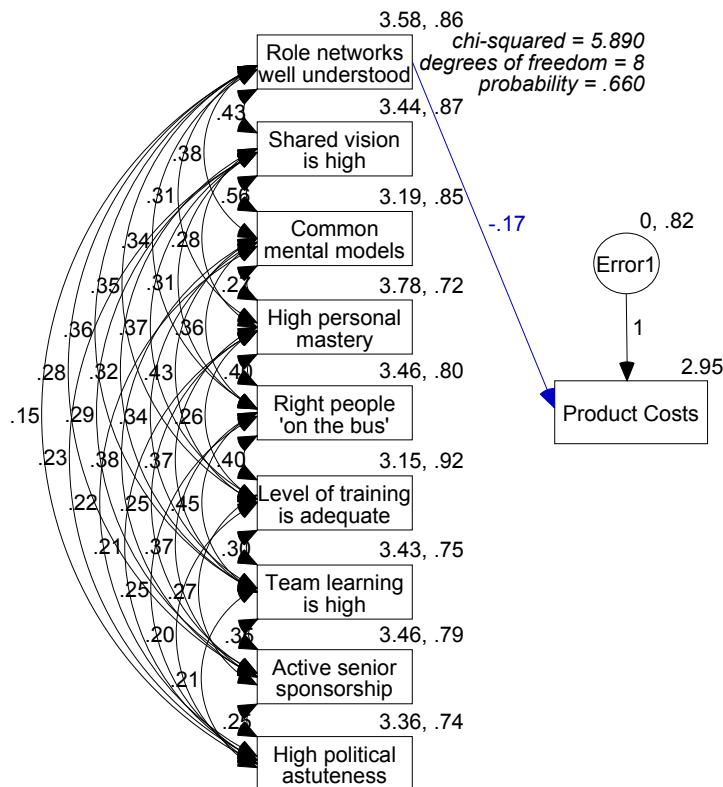 3.58, .86
chi-squared = 5.890
degrees of freedom = 8
probability = .660
Role networks
well understood
3.44, .87
.43
Shared vision
is high
.38
3.19, .85
.56
.31
Common
mental models
-.17
0, .82
Error1
.34
.28
3.78, .72
.35
.31
High personal
mastery
1
.36
.37
.36
3.46, .80
2.95
.28
.32
.43
.40
Right people
'on the bus'
Product Costs
.15
.29
.34
.26
3.15, .92
.23
.38
.37
.40
Level of training
is adequate
.22
.25
.45
3.43, .75
.21
.37
.30
Team learning
is high
.25
.27
3.46, .79
.20
Active senior
sponsorship
.21
3.36, .74
High political
astuteness